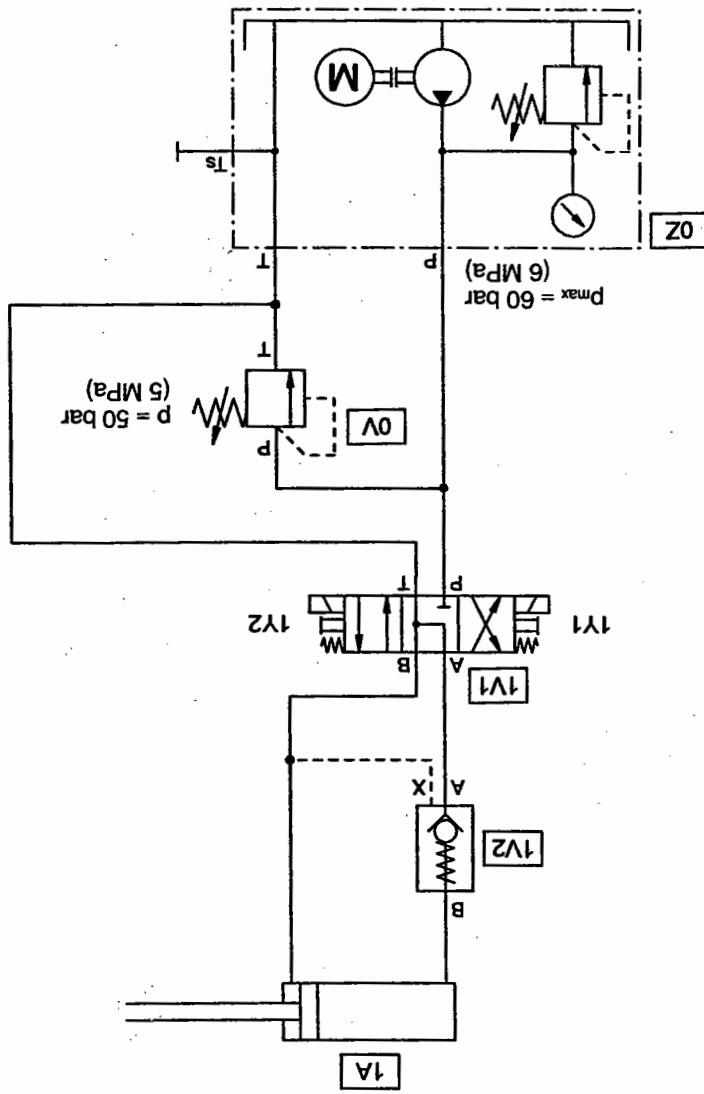 1A
B
1V2
A X
1V1
A B
1Y1 1Y2
P T
P
0V
p = 50 bar
(5 MPa)
T
pmax = 60 bar
(6 MPa)
P T
0Z
Ts
M